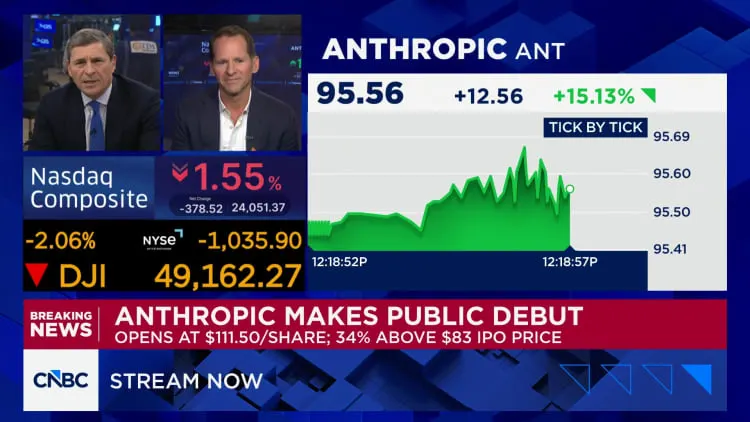 ANTHROPIC ANT
95.56 +12.56 +15.13%
TICK BY TICK
95.69
95.60
95.50
95.41
12:18:52P 12:18:57P
Nasdaq
Composite
1.55%
Net Change
-378.52 24,051.37
-2.06% NYSE -1,035.90
DJI 49,162.27
BREAKING
NEWS
ANTHROPIC MAKES PUBLIC DEBUT
OPENS AT $111.50/SHARE; 34% ABOVE $83 IPO PRICE
CNBC STREAM NOW